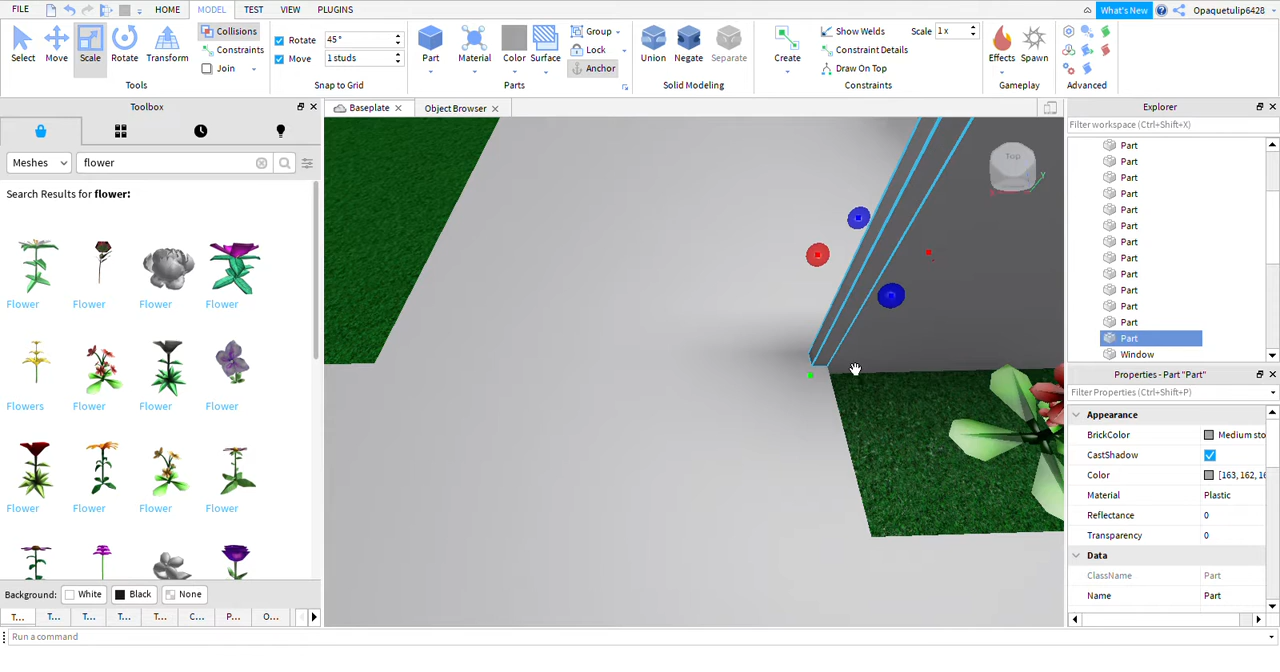 FILE HOME MODEL TEST VIEW PLUGINS What's New Opaquetulip6428
Select Move Scale Rotate Transform
Collisions
Constraints
Join
Tools
Rotate 45°
Move 1 studs
Snap to Grid
Part Material Color Surface
Group
Lock
Anchor
Parts
Union Negate Separate
Solid Modeling
Create
Show Welds Scale 1 x
Constraint Details
Draw On Top
Constraints
Effects Spawn
Gameplay
Advanced
Toolbox
Meshes flower
Search Results for flower:
Flower Flower Flower Flower
Flowers Flower Flower Flower
Flower Flower Flower Flower
Background: White Black None
T... T... T... T... T... C... P... O...
Run a command
Baseplate Object Browser
Top
Y
Explorer
Filter workspace (Ctrl+Shift+X)
Part
Part
Part
Part
Part
Part
Part
Part
Part
Part
Part
Part
Part
Window
Properties - Part "Part"
Filter Properties (Ctrl+Shift+P)
Appearance
BrickColor Medium sto
CastShadow
Color [163, 162, 16
Material Plastic
Reflectance 0
Transparency 0
Data
ClassName Part
Name Part